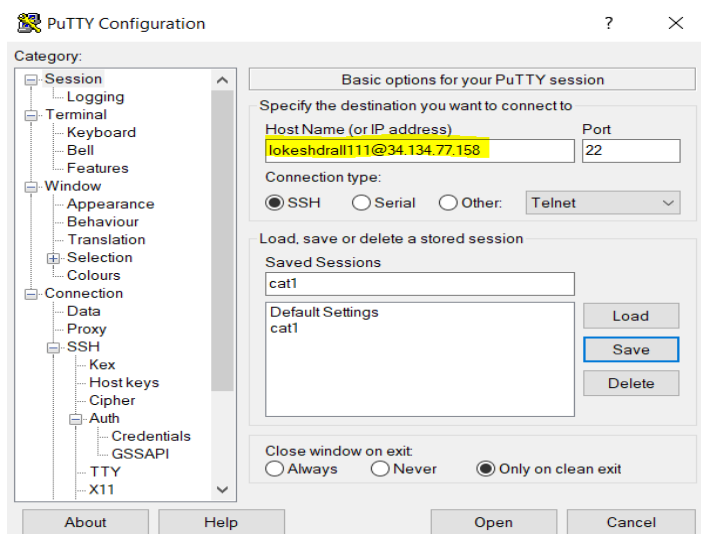 PuTTY Configuration
?
Category:
Session
Logging
Terminal
Keyboard
Bell
Features
Window
Appearance
Behaviour
Translation
Selection
Colours
Connection
Data
Proxy
SSH
Kex
Host keys
Cipher
Auth
Credentials
GSSAPI
TTY
X11
Basic options for your PuTTY session
Specify the destination you want to connect to
Host Name (or IP address) Port
lokeshdrall111@34.134.77.158 22
Connection type:
SSH Serial Other: Telnet
Load, save or delete a stored session
Saved Sessions
cat1
Default Settings
cat1
Load
Save
Delete
Close window on exit:
Always Never Only on clean exit
About Help Open Cancel